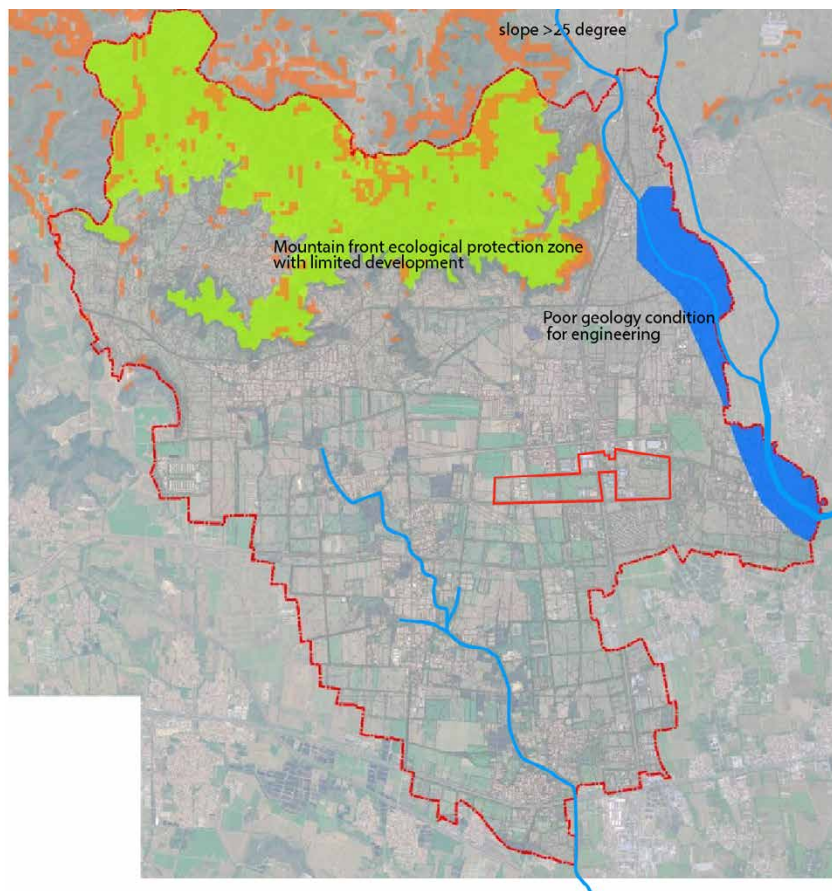 slope >25 degree
Mountain front ecological protection zone
with limited development
Poor geology condition
for engineering